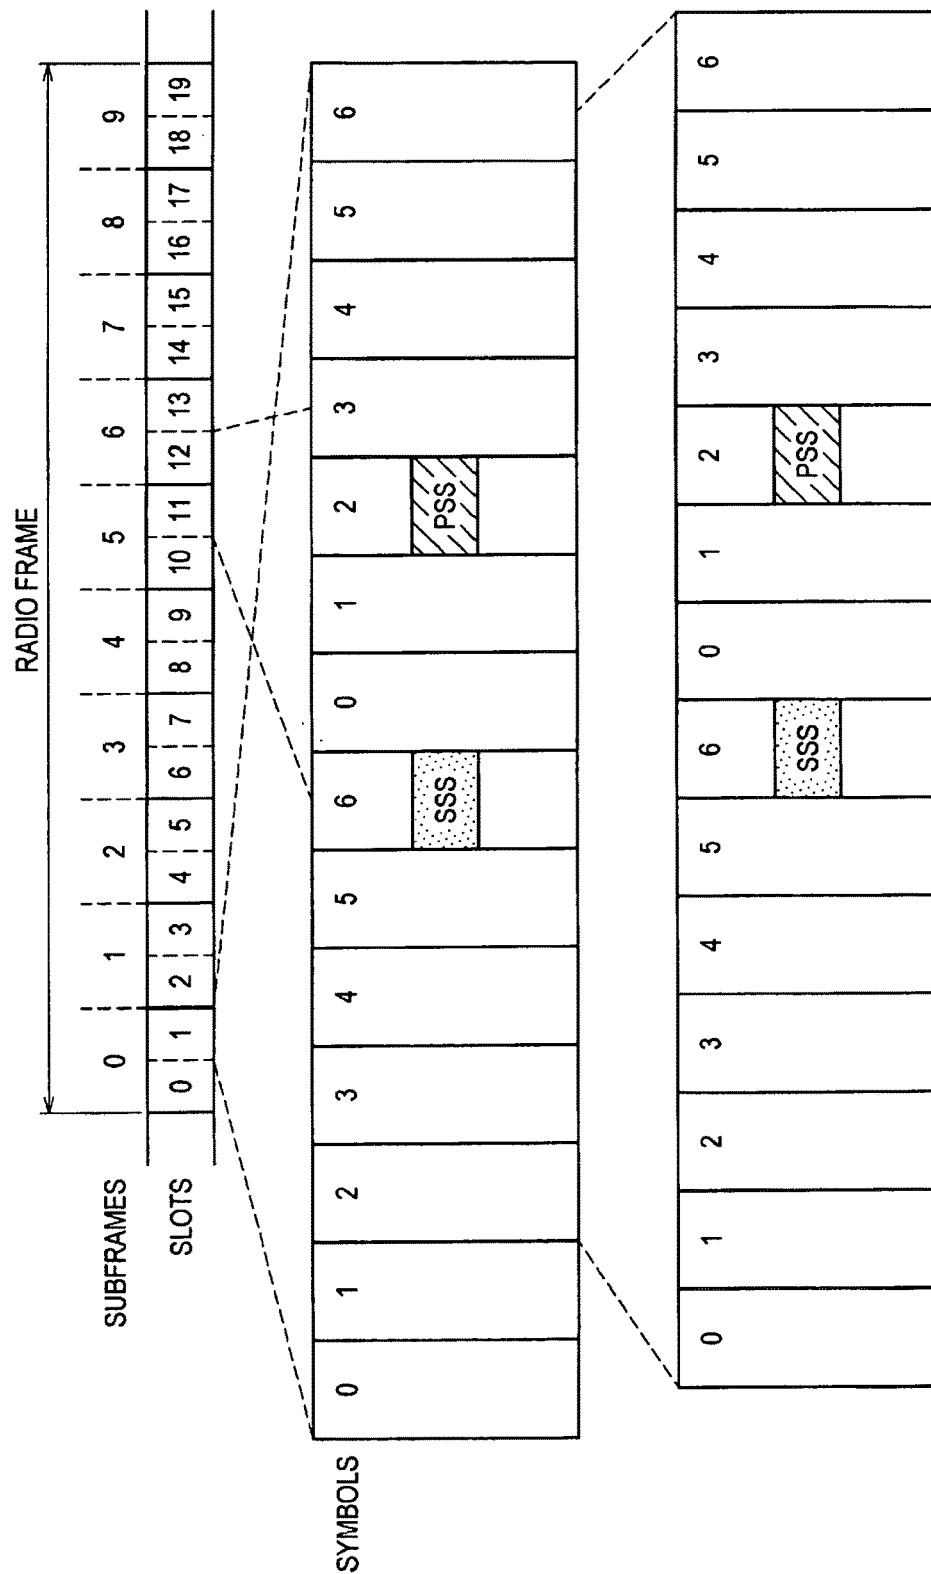 RADIO FRAME
SUBFRAMES 0 1 2 3 4 5 6 7 8 9
SLOTS 0 1 2 3 4 5 6 7 8 9 10 11 12 13 14 15 16 17 18 19
SYMBOLS 0 1 2 3 4 5 6 0 1 2 3 4 5 6
SSS PSS
0 1 2 3 4 5 6 0 1 2 3 4 5 6
SSS PSS